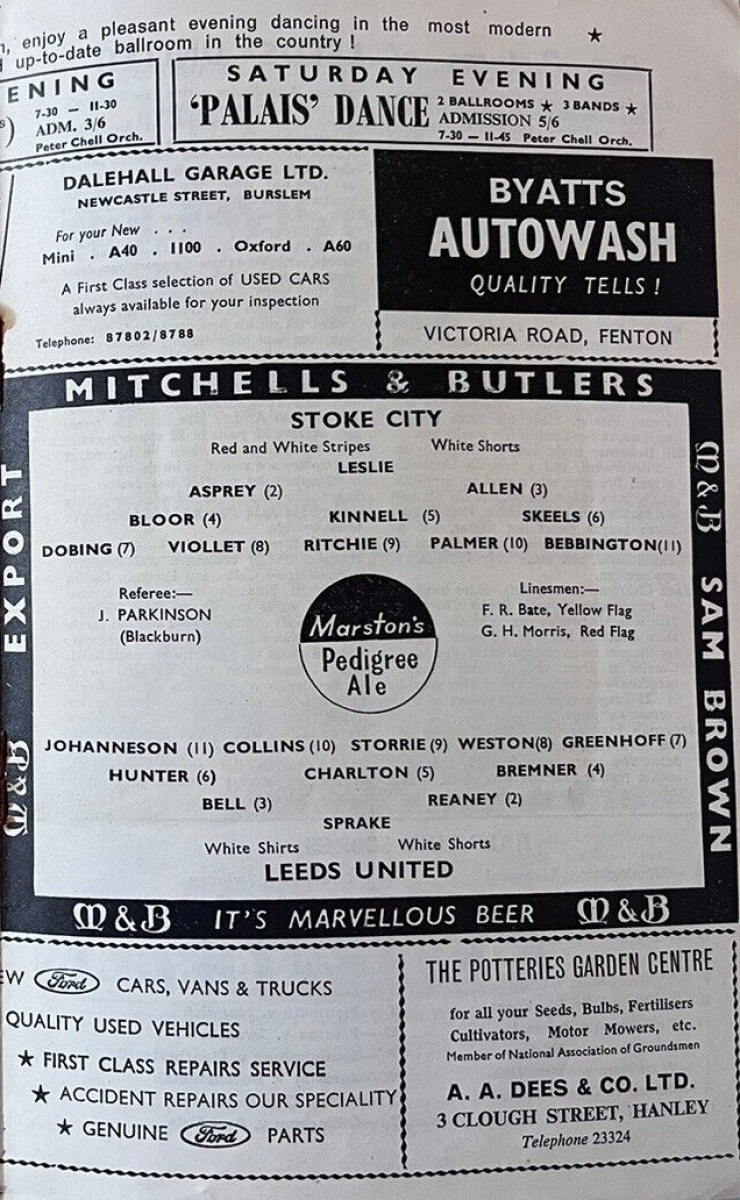 , enjoy a pleasant evening dancing in the most modern ★
up-to-date ballroom in the country !
ENING
7-30 — 11-30
ADM. 3/6
Peter Chell Orch.
SATURDAY EVENING
'PALAIS' DANCE
2 BALLROOMS ★ 3 BANDS ★
ADMISSION 5/6
7-30 — 11-45 Peter Chell Orch.
DALEHALL GARAGE LTD.
NEWCASTLE STREET, BURSLEM
For your New . . .
Mini . A40 . 1100 . Oxford . A60
A First Class selection of USED CARS
always available for your inspection
Telephone: 87802/8788
BYATTS
AUTOWASH
QUALITY TELLS !
VICTORIA ROAD, FENTON
MITCHELLS & BUTLERS
STOKE CITY
Red and White Stripes White Shorts
LESLIE
ASPREY (2) ALLEN (3)
BLOOR (4) KINNELL (5) SKEELS (6)
DOBING (7) VIOLLET (8) RITCHIE (9) PALMER (10) BEBBINGTON(11)
Referee:—
J. PARKINSON
(Blackburn)
Marston's
Pedigree
Ale
Linesmen:—
F. R. Bate, Yellow Flag
G. H. Morris, Red Flag
JOHANNESON (11) COLLINS (10) STORRIE (9) WESTON(8) GREENHOFF (7)
HUNTER (6) CHARLTON (5) BREMNER (4)
BELL (3) REANEY (2)
SPRAKE
White Shirts White Shorts
LEEDS UNITED
M&B EXPORT
M&B SAM BROWN
M&B IT'S MARVELLOUS BEER M&B
EW Ford CARS, VANS & TRUCKS
QUALITY USED VEHICLES
★ FIRST CLASS REPAIRS SERVICE
★ ACCIDENT REPAIRS OUR SPECIALITY
★ GENUINE Ford PARTS
THE POTTERIES GARDEN CENTRE
for all your Seeds, Bulbs, Fertilisers
Cultivators, Motor Mowers, etc.
Member of National Association of Groundsmen
A. A. DEES & CO. LTD.
3 CLOUGH STREET, HANLEY
Telephone 23324